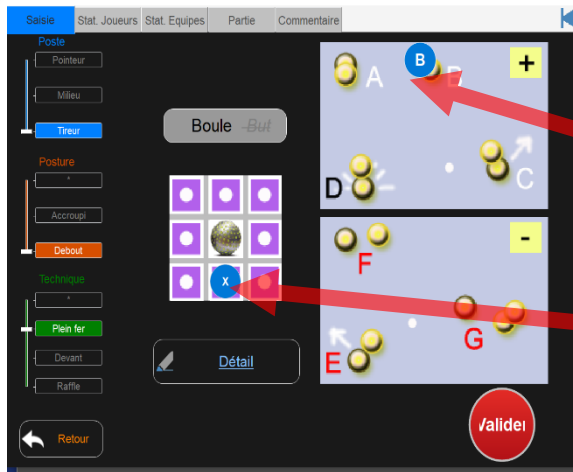 Saisie Stat. Joueurs Stat. Equipes Partie Commentaire
Poste
Pointeur
Milieu
Tireur
Posture
*
Accroupi
Debout
Technique
*
Plein fer
Devant
Raffle
Retour
Boule But
X
Détail
A B B +
D C
F -
G
E
Valider